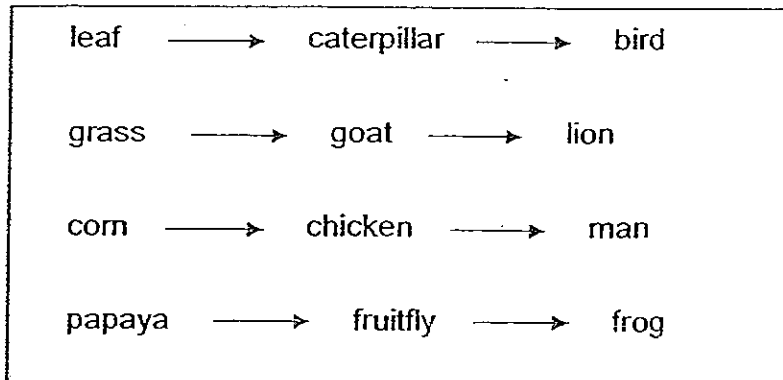 leaf → caterpillar → bird
grass → goat → lion
corn → chicken → man
papaya → fruitfly → frog